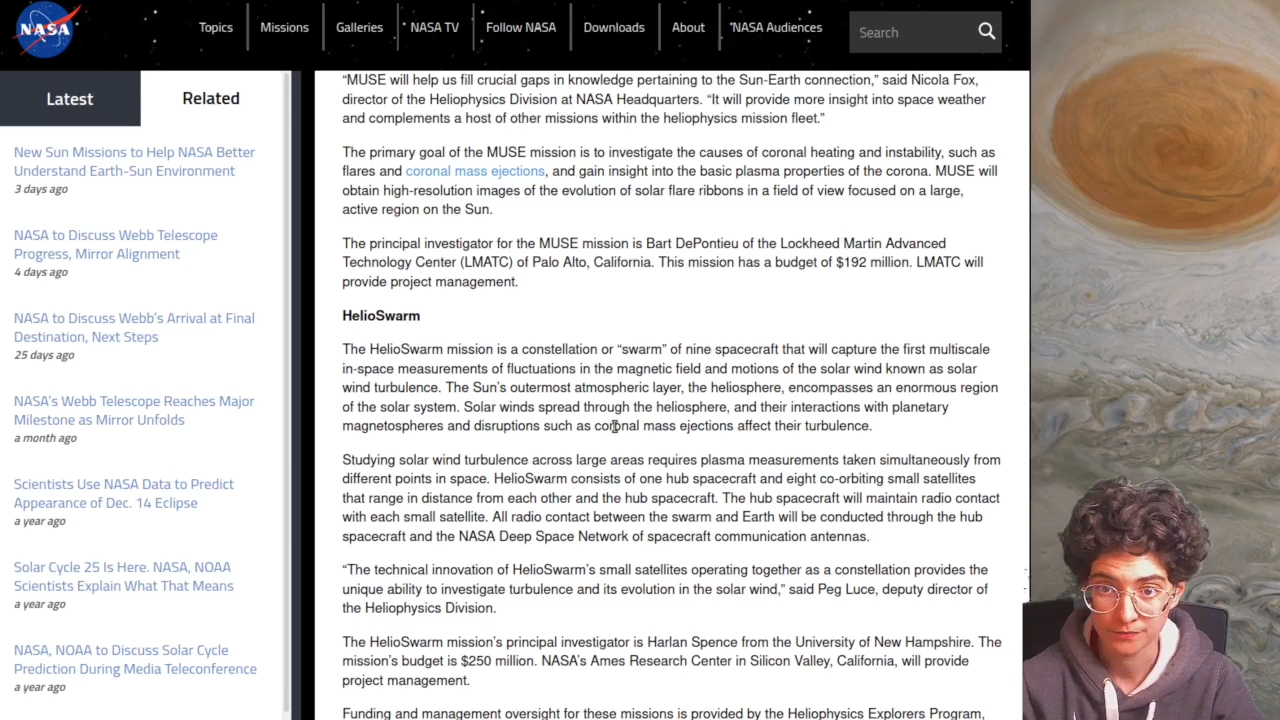 NASA
Topics
Missions
Galleries
NASA TV
Follow NASA
Downloads
About
NASA Audiences
Search
Latest
Related
New Sun Missions to Help NASA Better
Understand Earth-Sun Environment
3 days ago
NASA to Discuss Webb Telescope
Progress, Mirror Alignment
4 days ago
NASA to Discuss Webb's Arrival at Final
Destination, Next Steps
25 days ago
NASA's Webb Telescope Reaches Major
Milestone as Mirror Unfolds
a month ago
Scientists Use NASA Data to Predict
Appearance of Dec. 14 Eclipse
a year ago
Solar Cycle 25 Is Here. NASA, NOAA
Scientists Explain What That Means
a year ago
NASA, NOAA to Discuss Solar Cycle
Prediction During Media Teleconference
a year ago
“MUSE will help us fill crucial gaps in knowledge pertaining to the Sun-Earth connection,” said Nicola Fox,
director of the Heliophysics Division at NASA Headquarters. “It will provide more insight into space weather
and complements a host of other missions within the heliophysics mission fleet.”
The primary goal of the MUSE mission is to investigate the causes of coronal heating and instability, such as
flares and coronal mass ejections, and gain insight into the basic plasma properties of the corona. MUSE will
obtain high-resolution images of the evolution of solar flare ribbons in a field of view focused on a large,
active region on the Sun.
The principal investigator for the MUSE mission is Bart DePontieu of the Lockheed Martin Advanced
Technology Center (LMATC) of Palo Alto, California. This mission has a budget of $192 million. LMATC will
provide project management.
HelioSwarm
The HelioSwarm mission is a constellation or “swarm” of nine spacecraft that will capture the first multiscale
in-space measurements of fluctuations in the magnetic field and motions of the solar wind known as solar
wind turbulence. The Sun's outermost atmospheric layer, the heliosphere, encompasses an enormous region
of the solar system. Solar winds spread through the heliosphere, and their interactions with planetary
magnetospheres and disruptions such as coronal mass ejections affect their turbulence.
Studying solar wind turbulence across large areas requires plasma measurements taken simultaneously from
different points in space. HelioSwarm consists of one hub spacecraft and eight co-orbiting small satellites
that range in distance from each other and the hub spacecraft. The hub spacecraft will maintain radio contact
with each small satellite. All radio contact between the swarm and Earth will be conducted through the hub
spacecraft and the NASA Deep Space Network of spacecraft communication antennas.
“The technical innovation of HelioSwarm's small satellites operating together as a constellation provides the
unique ability to investigate turbulence and its evolution in the solar wind,” said Peg Luce, deputy director of
the Heliophysics Division.
The HelioSwarm mission's principal investigator is Harlan Spence from the University of New Hampshire. The
mission's budget is $250 million. NASA's Ames Research Center in Silicon Valley, California, will provide
project management.
Funding and management oversight for these missions is provided by the Heliophysics Explorers Program,